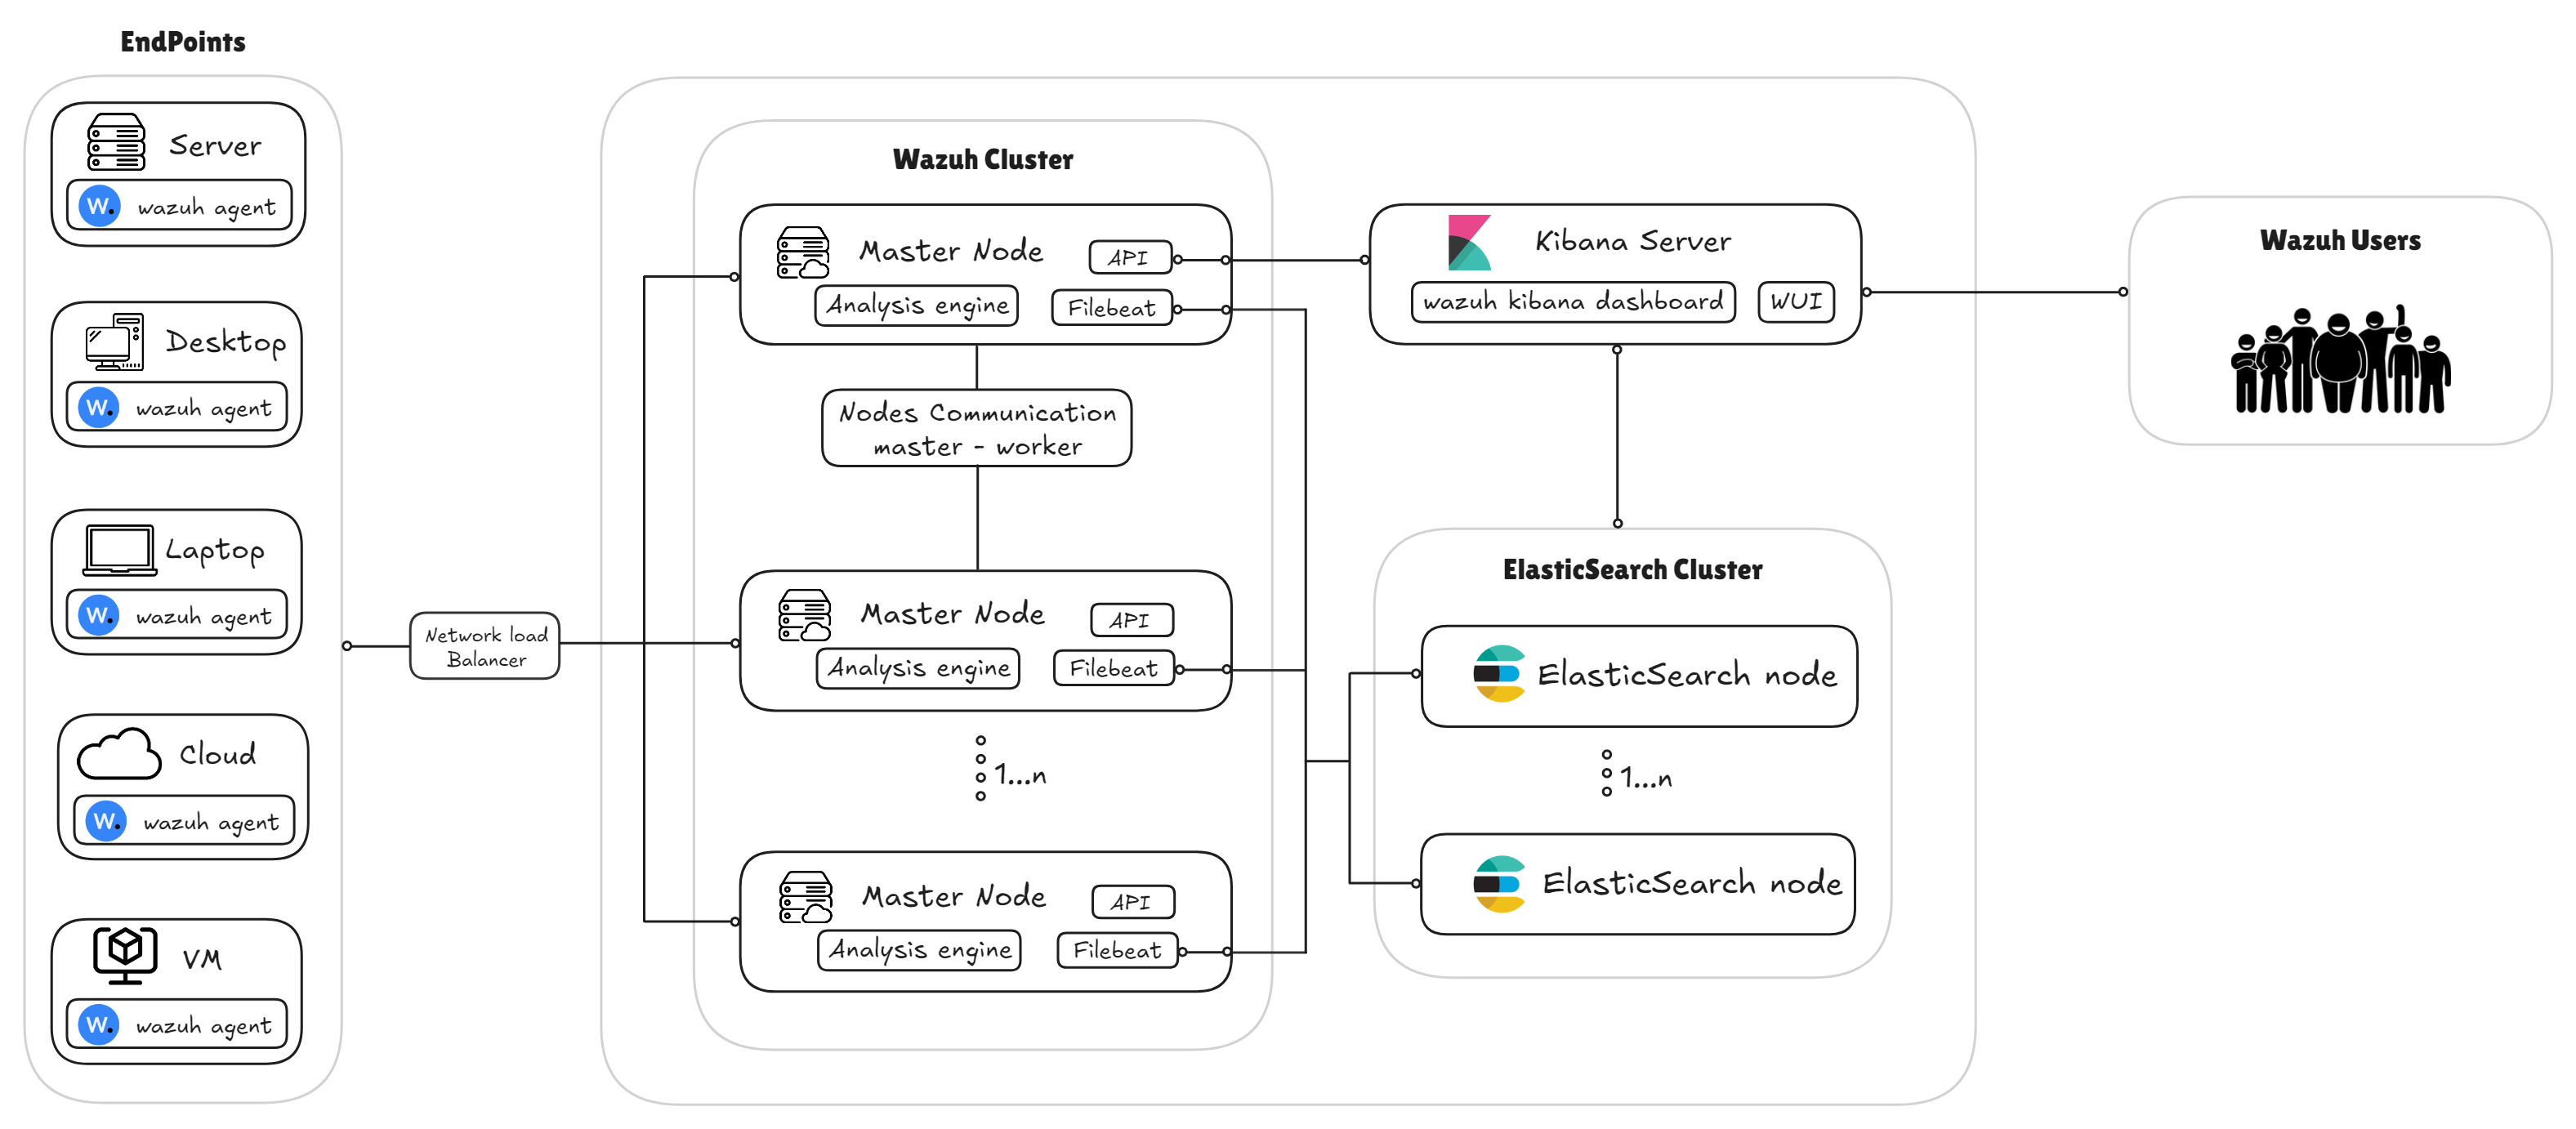 EndPoints
Server
W.
wazuh agent
Desktop
W.
wazuh agent
Laptop
W.
wazuh agent
Cloud
W.
wazuh agent
VM
W.
wazuh agent
Network load
Balancer
Wazuh Cluster
Master Node
API
Analysis engine
Filebeat
Nodes Communication
master - worker
Master Node
API
Analysis engine
Filebeat
1...n
Master Node
API
Analysis engine
Filebeat
Kibana Server
wazuh kibana dashboard
WUI
ElasticSearch Cluster
ElasticSearch node
1...n
ElasticSearch node
Wazuh Users